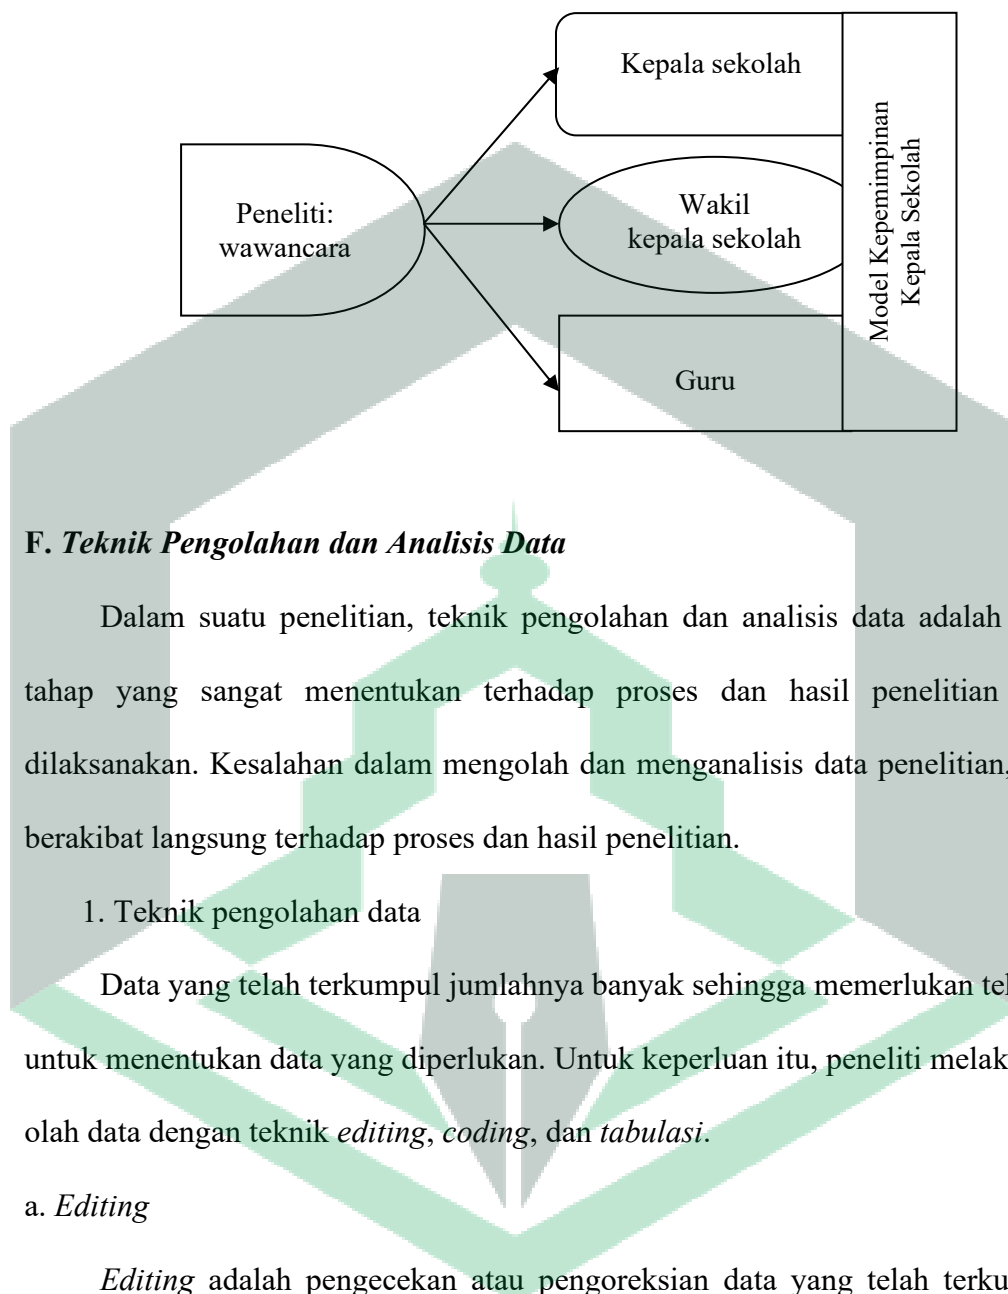 Kepala sekolah
Peneliti:
wawancara
Wakil
kepala sekolah
Guru
Model Kepemimpinan
Kepala Sekolah
F. Teknik Pengolahan dan Analisis Data
Dalam suatu penelitian, teknik pengolahan dan analisis data adalah
tahap yang sangat menentukan terhadap proses dan hasil penelitian
dilaksanakan. Kesalahan dalam mengolah dan menganalisis data penelitian,
berakibat langsung terhadap proses dan hasil penelitian.
1. Teknik pengolahan data
Data yang telah terkumpul jumlahnya banyak sehingga memerlukan
untuk menentukan data yang diperlukan. Untuk keperluan itu, peneliti
olah data dengan teknik editing, coding, dan tabulasi.
a. Editing
Editing adalah pengecekan atau pengoreksian data yang telah